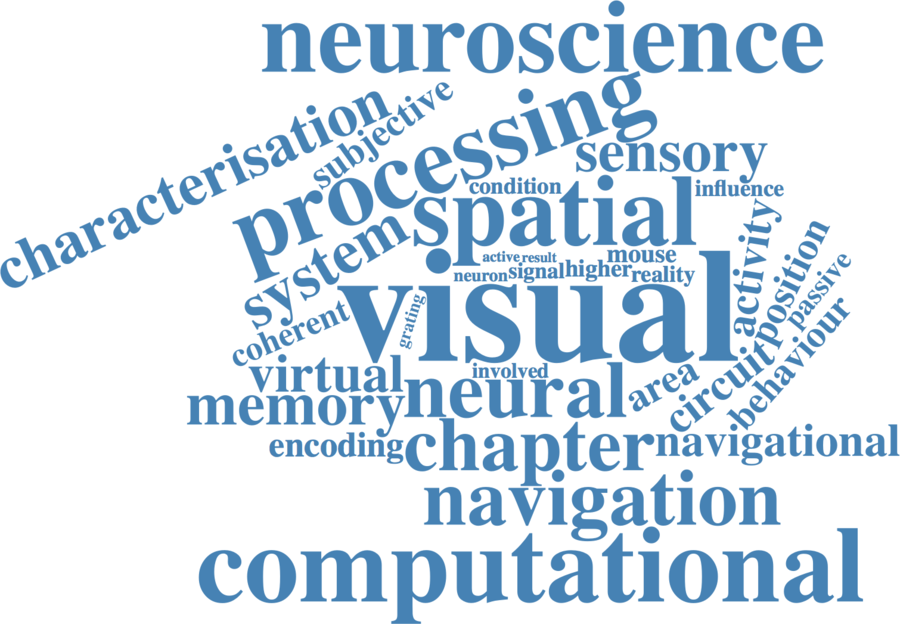 neuroscience
characterisation
subjective
processing
sensory
condition
influence
spatial
system
active
result
mouse
neuron
signal
higher
reality
activity
position
passive
visual
grating
coherent
virtual
involved
neural
area
circuit
behaviour
memory
encoding
chapter
navigational
navigation
computational